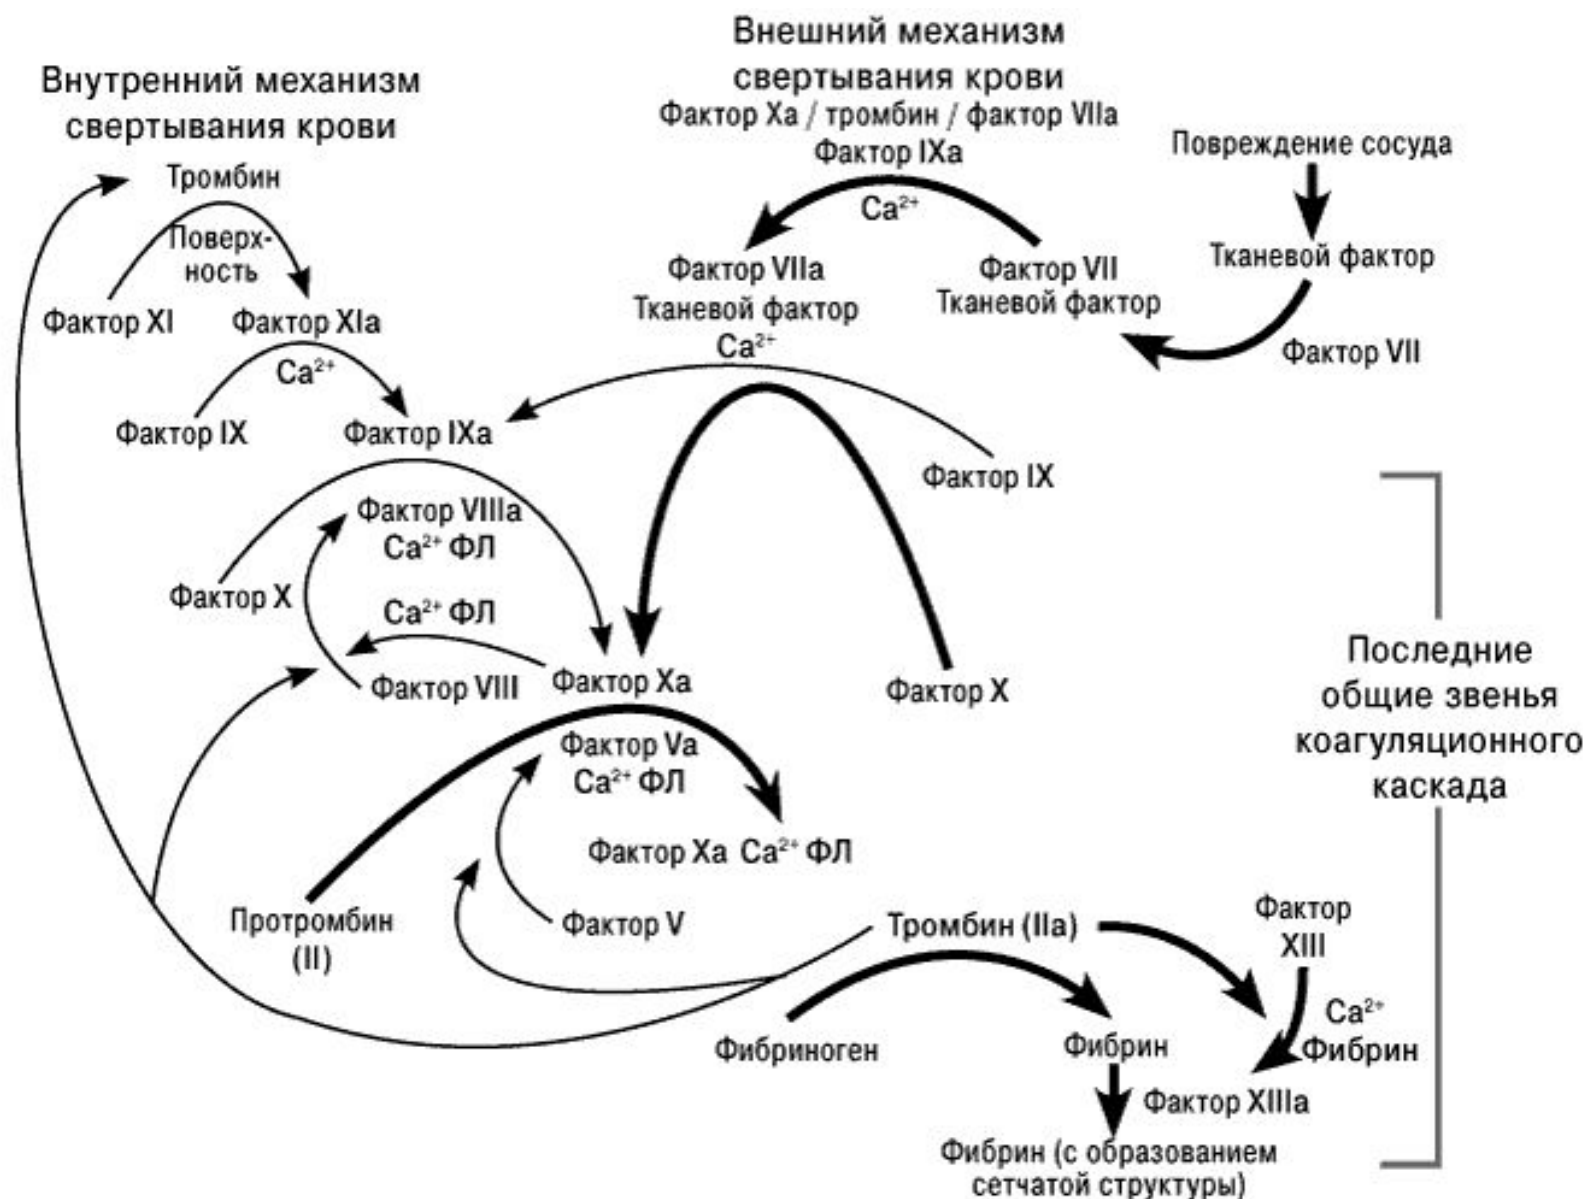 Внешний механизм
свертывания крови
Фактор Xa / тромбин / фактор VIIa
Фактор IXa
Ca²⁺
Внутренний механизм
свертывания крови
Тромбин
Поверх-
ность
Фактор XI
Фактор XIa
Ca²⁺
Фактор IX
Фактор IXa
Повреждение сосуда
Тканевой фактор
Фактор VII
Фактор VII
Тканевой фактор
Фактор VIIa
Тканевой фактор
Ca²⁺
Фактор IX
Фактор VIIIa
Ca²⁺ ФЛ
Фактор X
Ca²⁺ ФЛ
Фактор VIII
Фактор Xa
Фактор X
Фактор Va
Ca²⁺ ФЛ
Фактор Xa Ca²⁺ ФЛ
Протромбин
(II)
Фактор V
Тромбин (IIa)
Фактор
XIII
Ca²⁺
Фибрин
Фибриноген
Фибрин
Фактор XIIIa
Фибрин (с образованием
сетчатой структуры)
Последние
общие звенья
коагуляционного
каскада